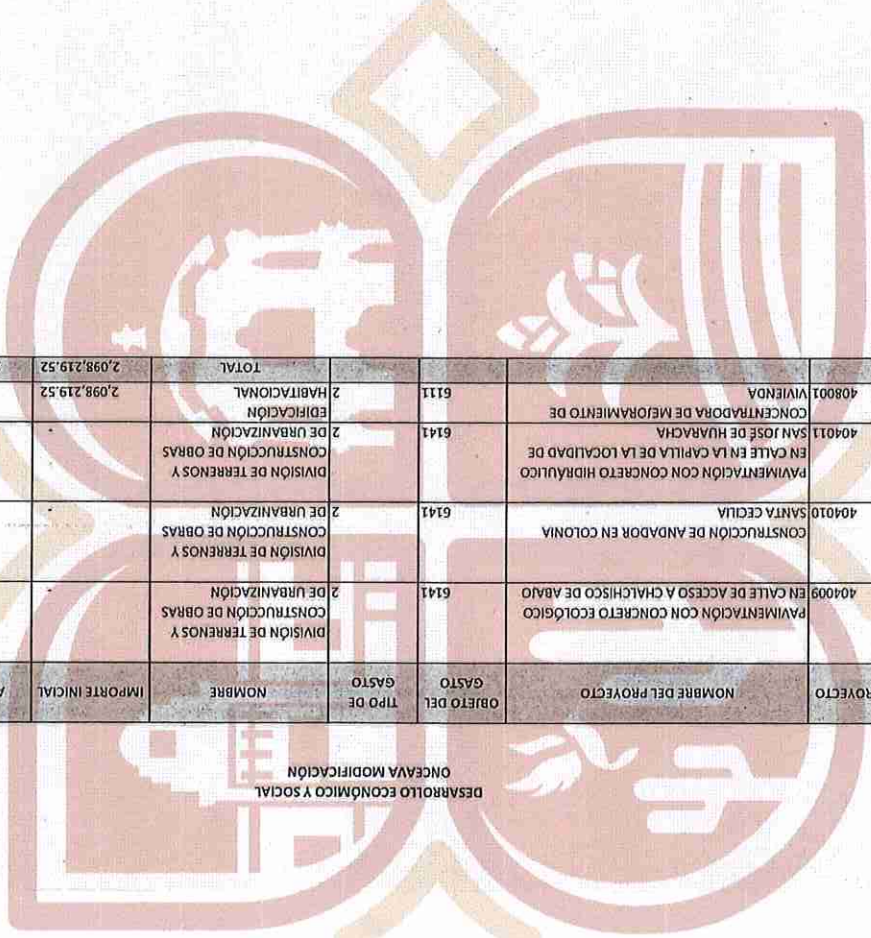 DESARROLLO ECONÓMICO Y SOCIAL
ONCEAVA MODIFICACIÓN
ROYECTO NOMBRE DEL PROYECTO OBJETO DEL GASTO TIPO DE GASTO NOMBRE IMPORTE INICIAL A
404009 PAVIMENTACIÓN CON CONCRETO ECOLÓGICO EN CALLE DE ACCESO A CHALCHISCO DE ABAJO 6141 2 DIVISIÓN DE TERRENOS Y CONSTRUCCIÓN DE OBRAS DE URBANIZACIÓN -
404010 CONSTRUCCIÓN DE ANDADOR EN COLONIA SANTA CECILIA 6141 2 DIVISIÓN DE TERRENOS Y CONSTRUCCIÓN DE OBRAS DE URBANIZACIÓN -
404011 PAVIMENTACIÓN CON CONCRETO HIDRÁULICO EN CALLE EN LA CAPILLA DE LA LOCALIDAD DE SAN JOSÉ DE HUARACHA 6141 2 DIVISIÓN DE TERRENOS Y CONSTRUCCIÓN DE OBRAS DE URBANIZACIÓN -
408001 CONCENTRADORA DE MEJORAMIENTO DE VIVIENDA 6111 2 EDIFICACIÓN HABITACIONAL 2,098,219.52
TOTAL 2,098,219.52